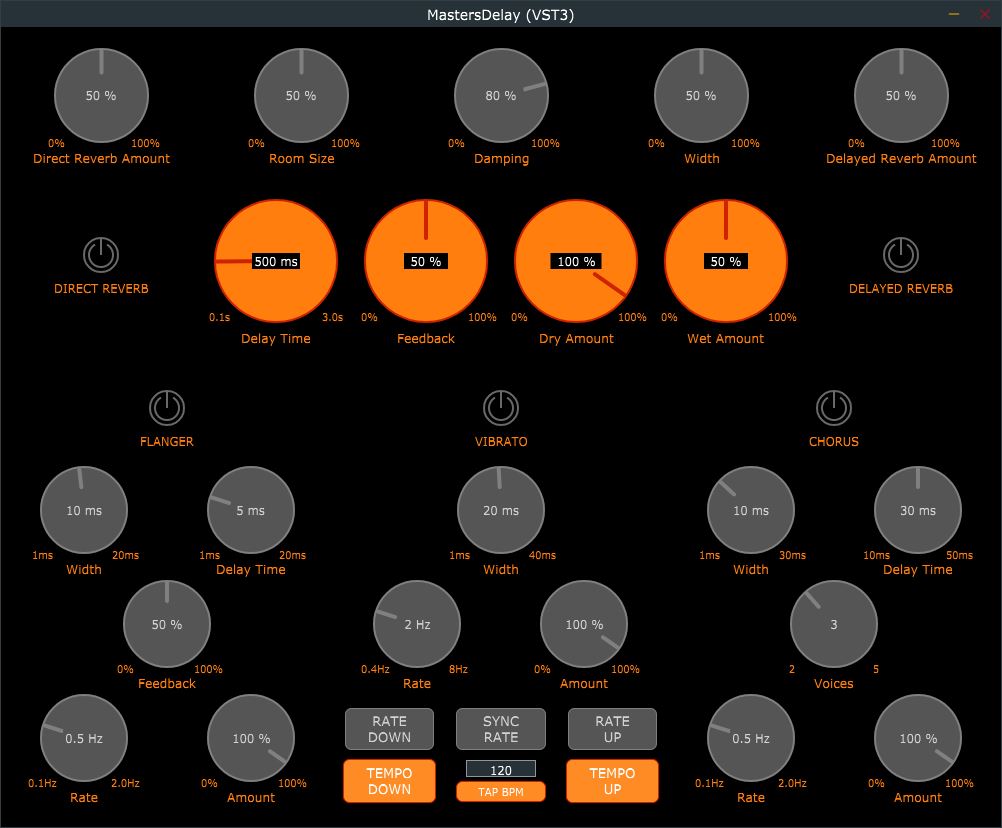 MastersDelay (VST3)
50 % 50 % 80 % 50 % 50 %
0% 100% 0% 100% 0% 100% 0% 100% 0% 100%
Direct Reverb Amount Room Size Damping Width Delayed Reverb Amount
500 ms 50 % 100 % 50 %
DIRECT REVERB DELAYED REVERB
0.1s 3.0s 0% 100% 0% 100% 0% 100%
Delay Time Feedback Dry Amount Wet Amount
FLANGER VIBRATO CHORUS
10 ms 5 ms 20 ms 10 ms 30 ms
1ms 20ms 1ms 20ms 1ms 40ms 1ms 30ms 10ms 50ms
Width Delay Time Width Width Delay Time
50 % 2 Hz 100 % 3
0% 100% 0.4Hz 8Hz 0% 100% 2 5
Feedback Rate Amount Voices
RATE DOWN
SYNC RATE
RATE UP
0.5 Hz 100 % 0.5 Hz 100 %
TEMPO DOWN
120
TEMPO UP
0.1Hz 2.0Hz 0% 100% TAP BPM 0.1Hz 2.0Hz 0% 100%
Rate Amount Rate Amount